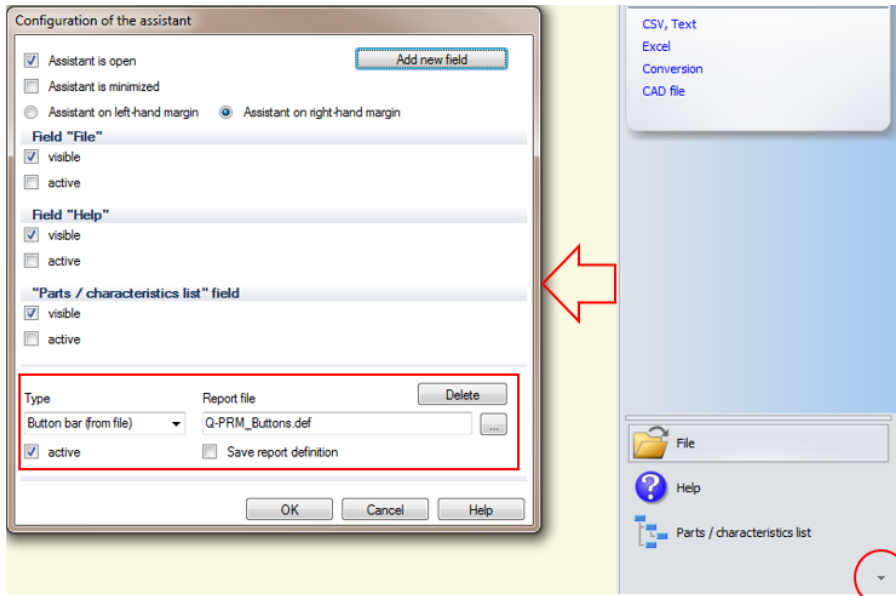 Configuration of the assistant
Assistant is open
Add new field
Assistant is minimized
Assistant on left-hand margin
Assistant on right-hand margin
Field "File"
visible
active
Field "Help"
visible
active
"Parts / characteristics list" field
visible
active
Type
Report file
Delete
Button bar (from file)
Q-PRM_Buttons.def
...
active
Save report definition
OK
Cancel
Help
CSV, Text
Excel
Conversion
CAD file
File
Help
Parts / characteristics list